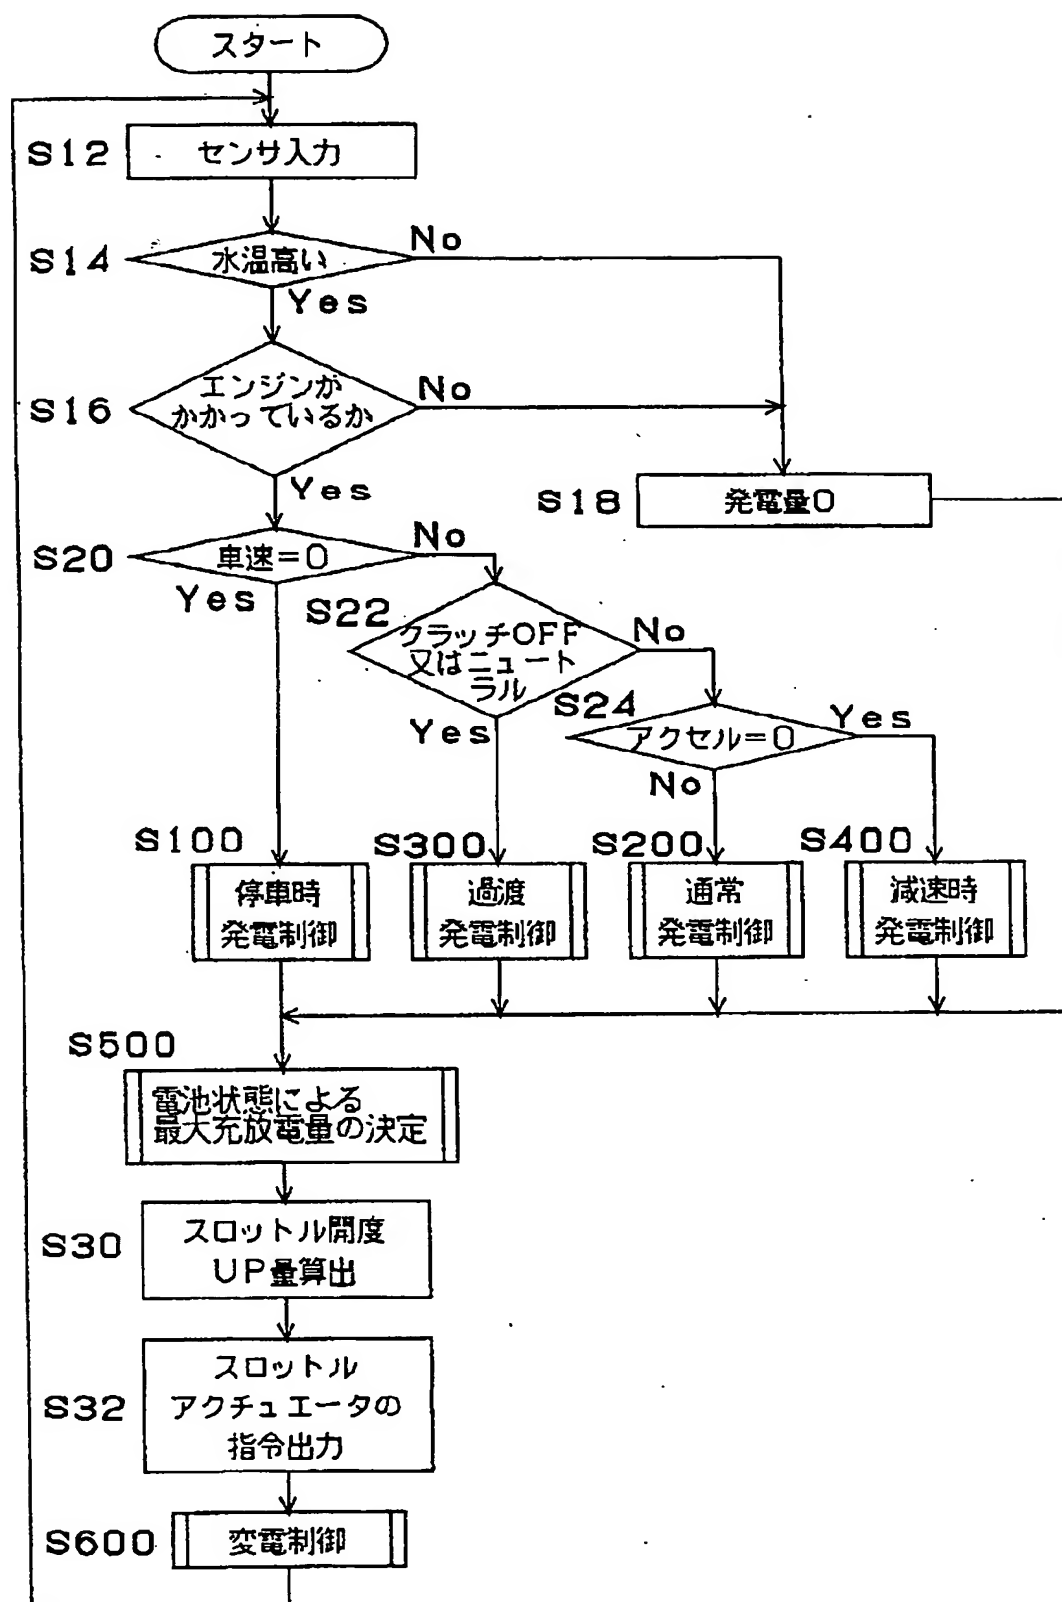 スタート
S12
センサ入力
S14
水温高い
No
Yes
S16
エンジンが
かかっているか
No
Yes
S18
発電量0
S20
車速=0
No
Yes
S22
クラッチOFF
又はニュート
ラル
No
Yes
S24
アクセル=0
Yes
No
S100
停車時
発電制御
S300
過渡
発電制御
S200
通常
発電制御
S400
減速時
発電制御
S500
電池状態による
最大充放電量の決定
S30
スロットル開度
UP量算出
S32
スロットル
アクチュエータの
指令出力
S600
変電制御